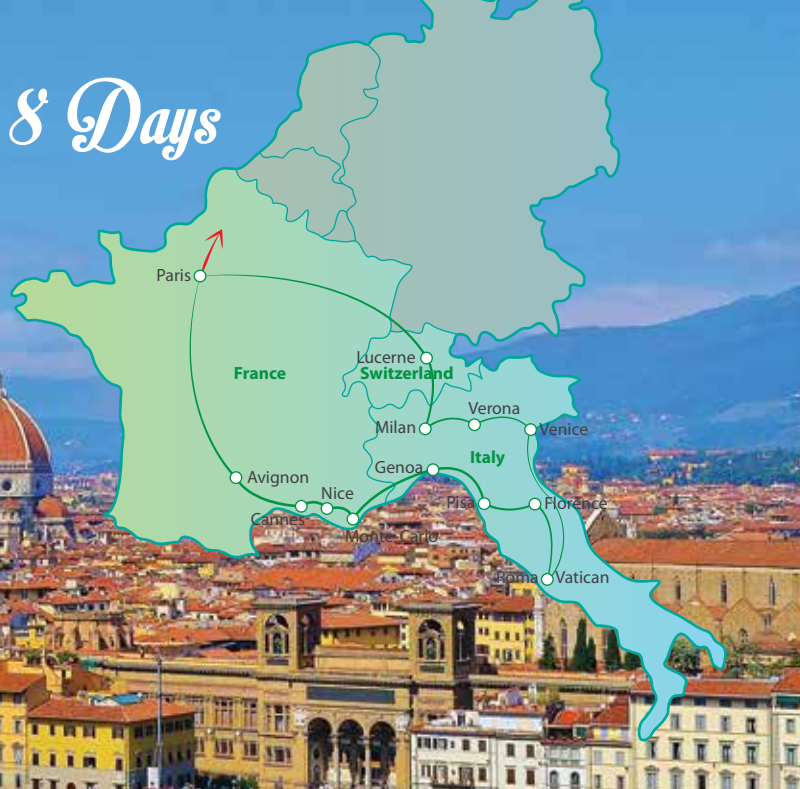 8 Days
Paris
Lucerne
France
Switzerland
Verona
Milan
Venice
Italy
Genoa
Avignon
Nice
Pisa
Florence
Cannes
Monte-Carlo
Roma
Vatican